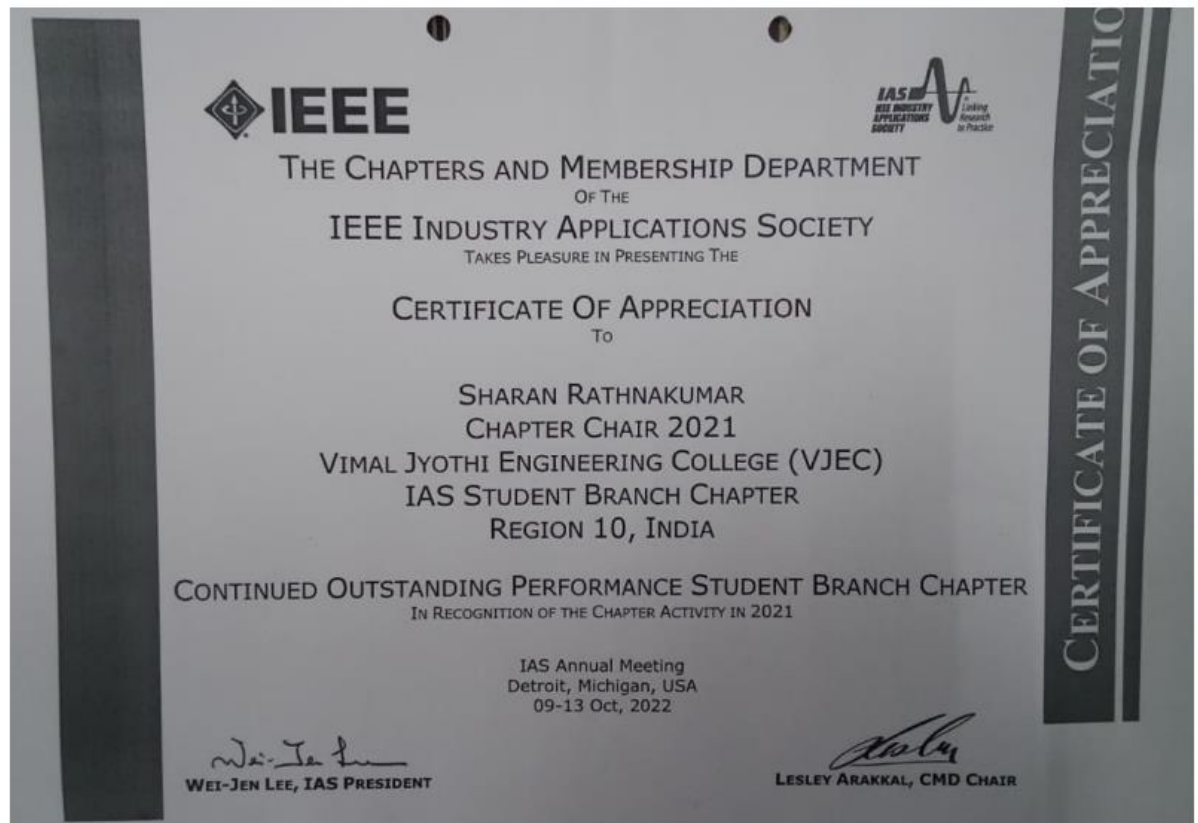 IEEE
IAS
IEEE INDUSTRY
APPLICATIONS
SOCIETY
Linking
Research
to Practice
THE CHAPTERS AND MEMBERSHIP DEPARTMENT
OF THE
IEEE INDUSTRY APPLICATIONS SOCIETY
TAKES PLEASURE IN PRESENTING THE
CERTIFICATE OF APPRECIATION
TO
SHARAN RATHNAKUMAR
CHAPTER CHAIR 2021
VIMAL JYOTHI ENGINEERING COLLEGE (VJEC)
IAS STUDENT BRANCH CHAPTER
REGION 10, INDIA
CONTINUED OUTSTANDING PERFORMANCE STUDENT BRANCH CHAPTER
IN RECOGNITION OF THE CHAPTER ACTIVITY IN 2021
IAS Annual Meeting
Detroit, Michigan, USA
09-13 Oct, 2022
WEI-JEN LEE, IAS PRESIDENT
LESLEY ARAKKAL, CMD CHAIR
CERTIFICATE OF APPRECIATIO